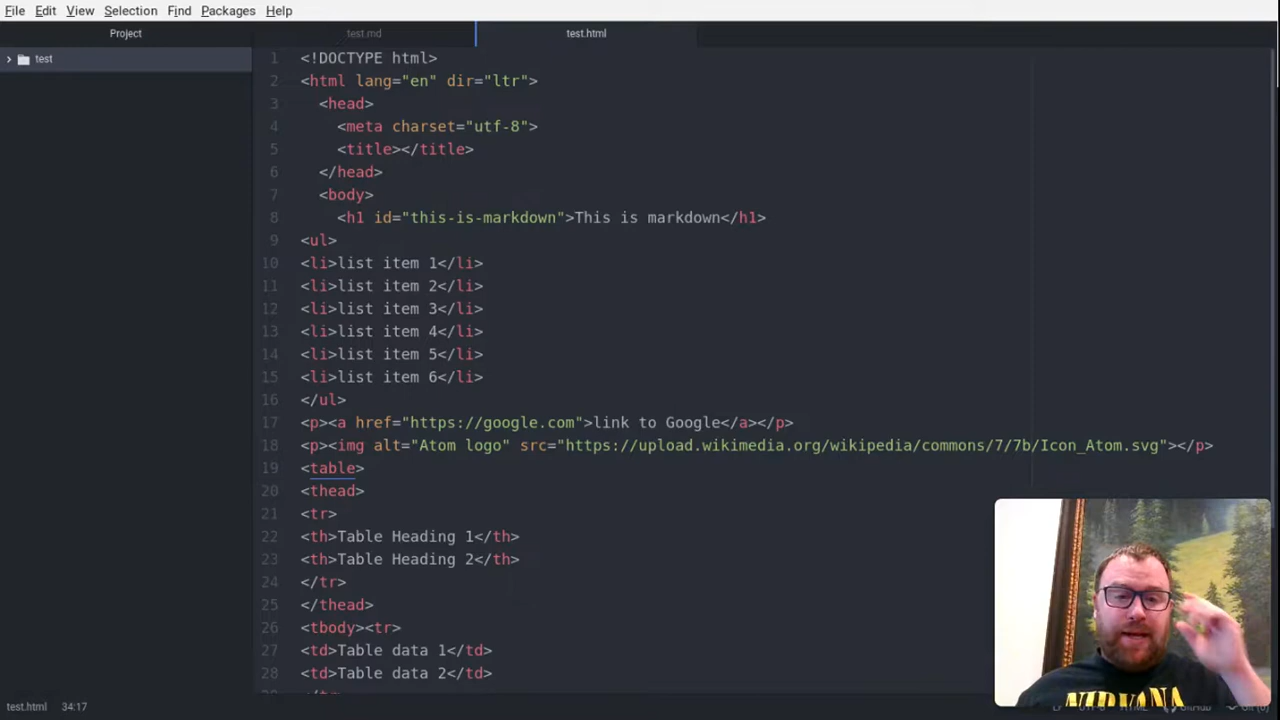 File Edit View Selection Find Packages Help
Project
test.md
test.html
test
1 <!DOCTYPE html>
2 <html lang="en" dir="ltr">
3 <head>
4 <meta charset="utf-8">
5 <title></title>
6 </head>
7 <body>
8 <h1 id="this-is-markdown">This is markdown</h1>
9 <ul>
10 <li>list item 1</li>
11 <li>list item 2</li>
12 <li>list item 3</li>
13 <li>list item 4</li>
14 <li>list item 5</li>
15 <li>list item 6</li>
16 </ul>
17 <p><a href="https://google.com">link to Google</a></p>
18 <p><img alt="Atom logo" src="https://upload.wikimedia.org/wikipedia/commons/7/7b/Icon_Atom.svg"></p>
19 <table>
20 <thead>
21 <tr>
22 <th>Table Heading 1</th>
23 <th>Table Heading 2</th>
24 </tr>
25 </thead>
26 <tbody><tr>
27 <td>Table data 1</td>
28 <td>Table data 2</td>
NIRVANA
test.html 34:17